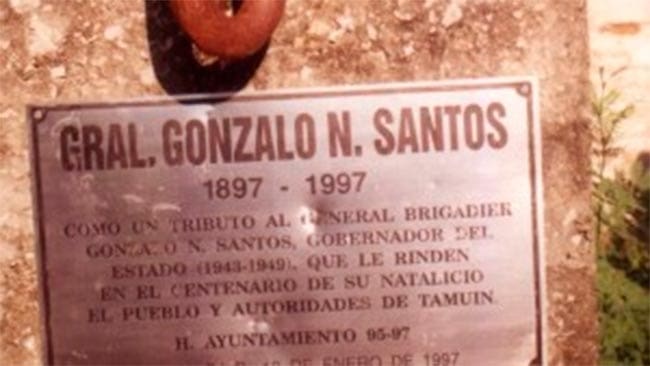 GRAL. GONZALO N. SANTOS
1897 - 1997
COMO UN TRIBUTO AL GENERAL BRIGADIER
GONZALO N. SANTOS, GOBERNADOR DEL
ESTADO (1943-1949), QUE LE RINDEN
EN EL CENTENARIO DE SU NATALICIO
EL PUEBLO Y AUTORIDADES DE TAMUIN.
H. AYUNTAMIENTO 95-97
DE ENERO DE 1997